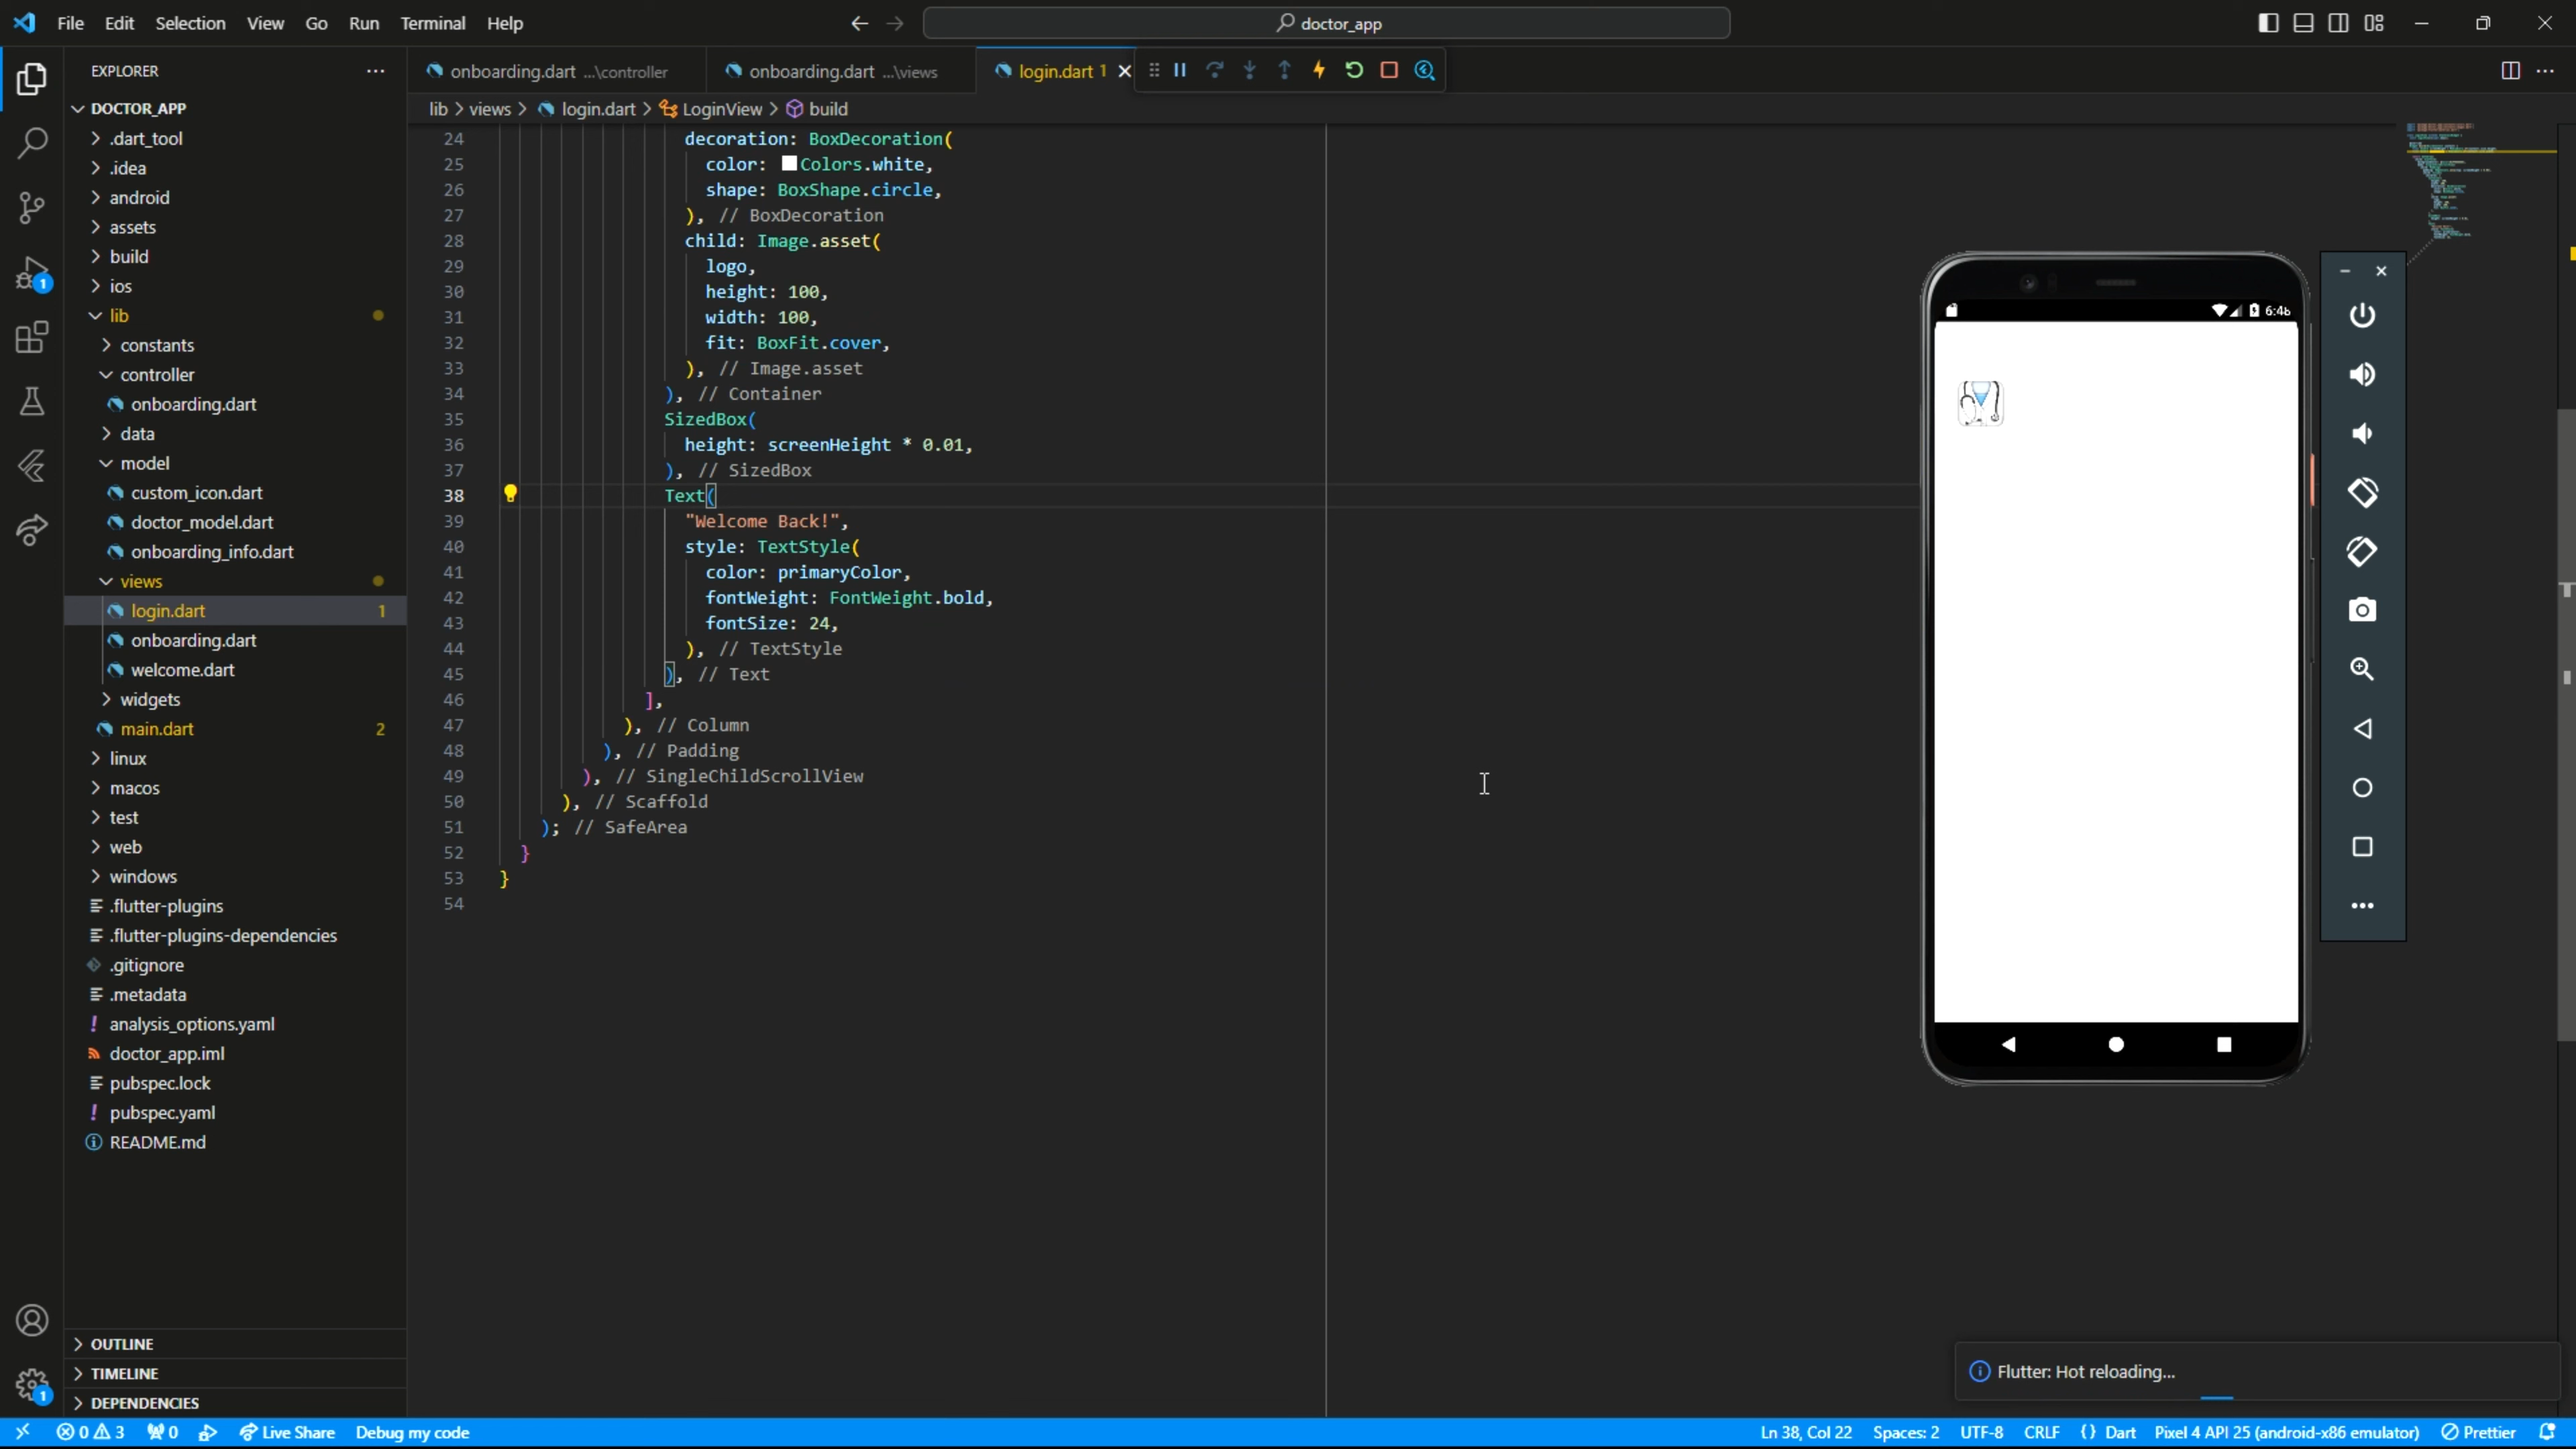 File Edit Selection View Go Run Terminal Help
doctor_app
EXPLORER
DOCTOR_APP
.dart_tool
.idea
android
assets
build
ios
lib
constants
controller
onboarding.dart
data
model
custom_icon.dart
doctor_model.dart
onboarding_info.dart
views
login.dart 1
onboarding.dart
welcome.dart
widgets
main.dart 2
linux
macos
test
web
windows
.flutter-plugins
.flutter-plugins-dependencies
.gitignore
.metadata
analysis_options.yaml
doctor_app.iml
pubspec.lock
pubspec.yaml
README.md
OUTLINE
TIMELINE
DEPENDENCIES
1
1
onboarding.dart ...\controller onboarding.dart ...\views login.dart 1
lib > views > login.dart > LoginView > build
24 decoration: BoxDecoration(
25 color: Colors.white,
26 shape: BoxShape.circle,
27 ), // BoxDecoration
28 child: Image.asset(
29 logo,
30 height: 100,
31 width: 100,
32 fit: BoxFit.cover,
33 ), // Image.asset
34 ), // Container
35 SizedBox(
36 height: screenHeight * 0.01,
37 ), // SizedBox
38 Text(
39 "Welcome Back!",
40 style: TextStyle(
41 color: primaryColor,
42 fontWeight: FontWeight.bold,
43 fontSize: 24,
44 ), // TextStyle
45 ), // Text
46 ],
47 ), // Column
48 ), // Padding
49 ), // SingleChildScrollView
50 ), // Scaffold
51 ); // SafeArea
52 }
53 }
54
6:46
Flutter: Hot reloading...
0 3 0 Live Share Debug my code Ln 38, Col 22 Spaces: 2 UTF-8 CRLF {} Dart Pixel 4 API 25 (android-x86 emulator) Prettier